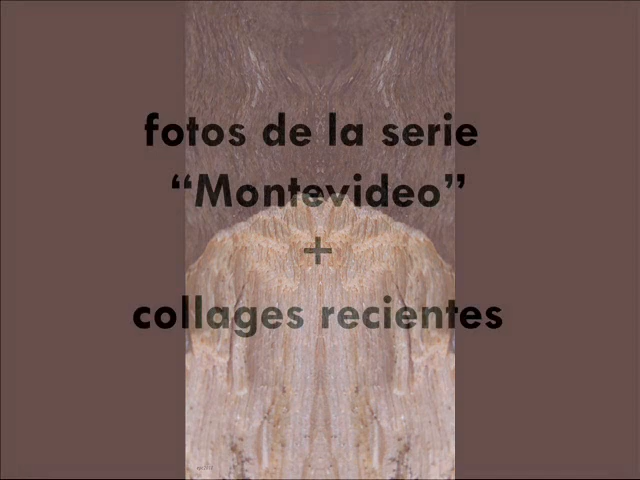 fotos de la serie
“Montevideo”
+
collages recientes